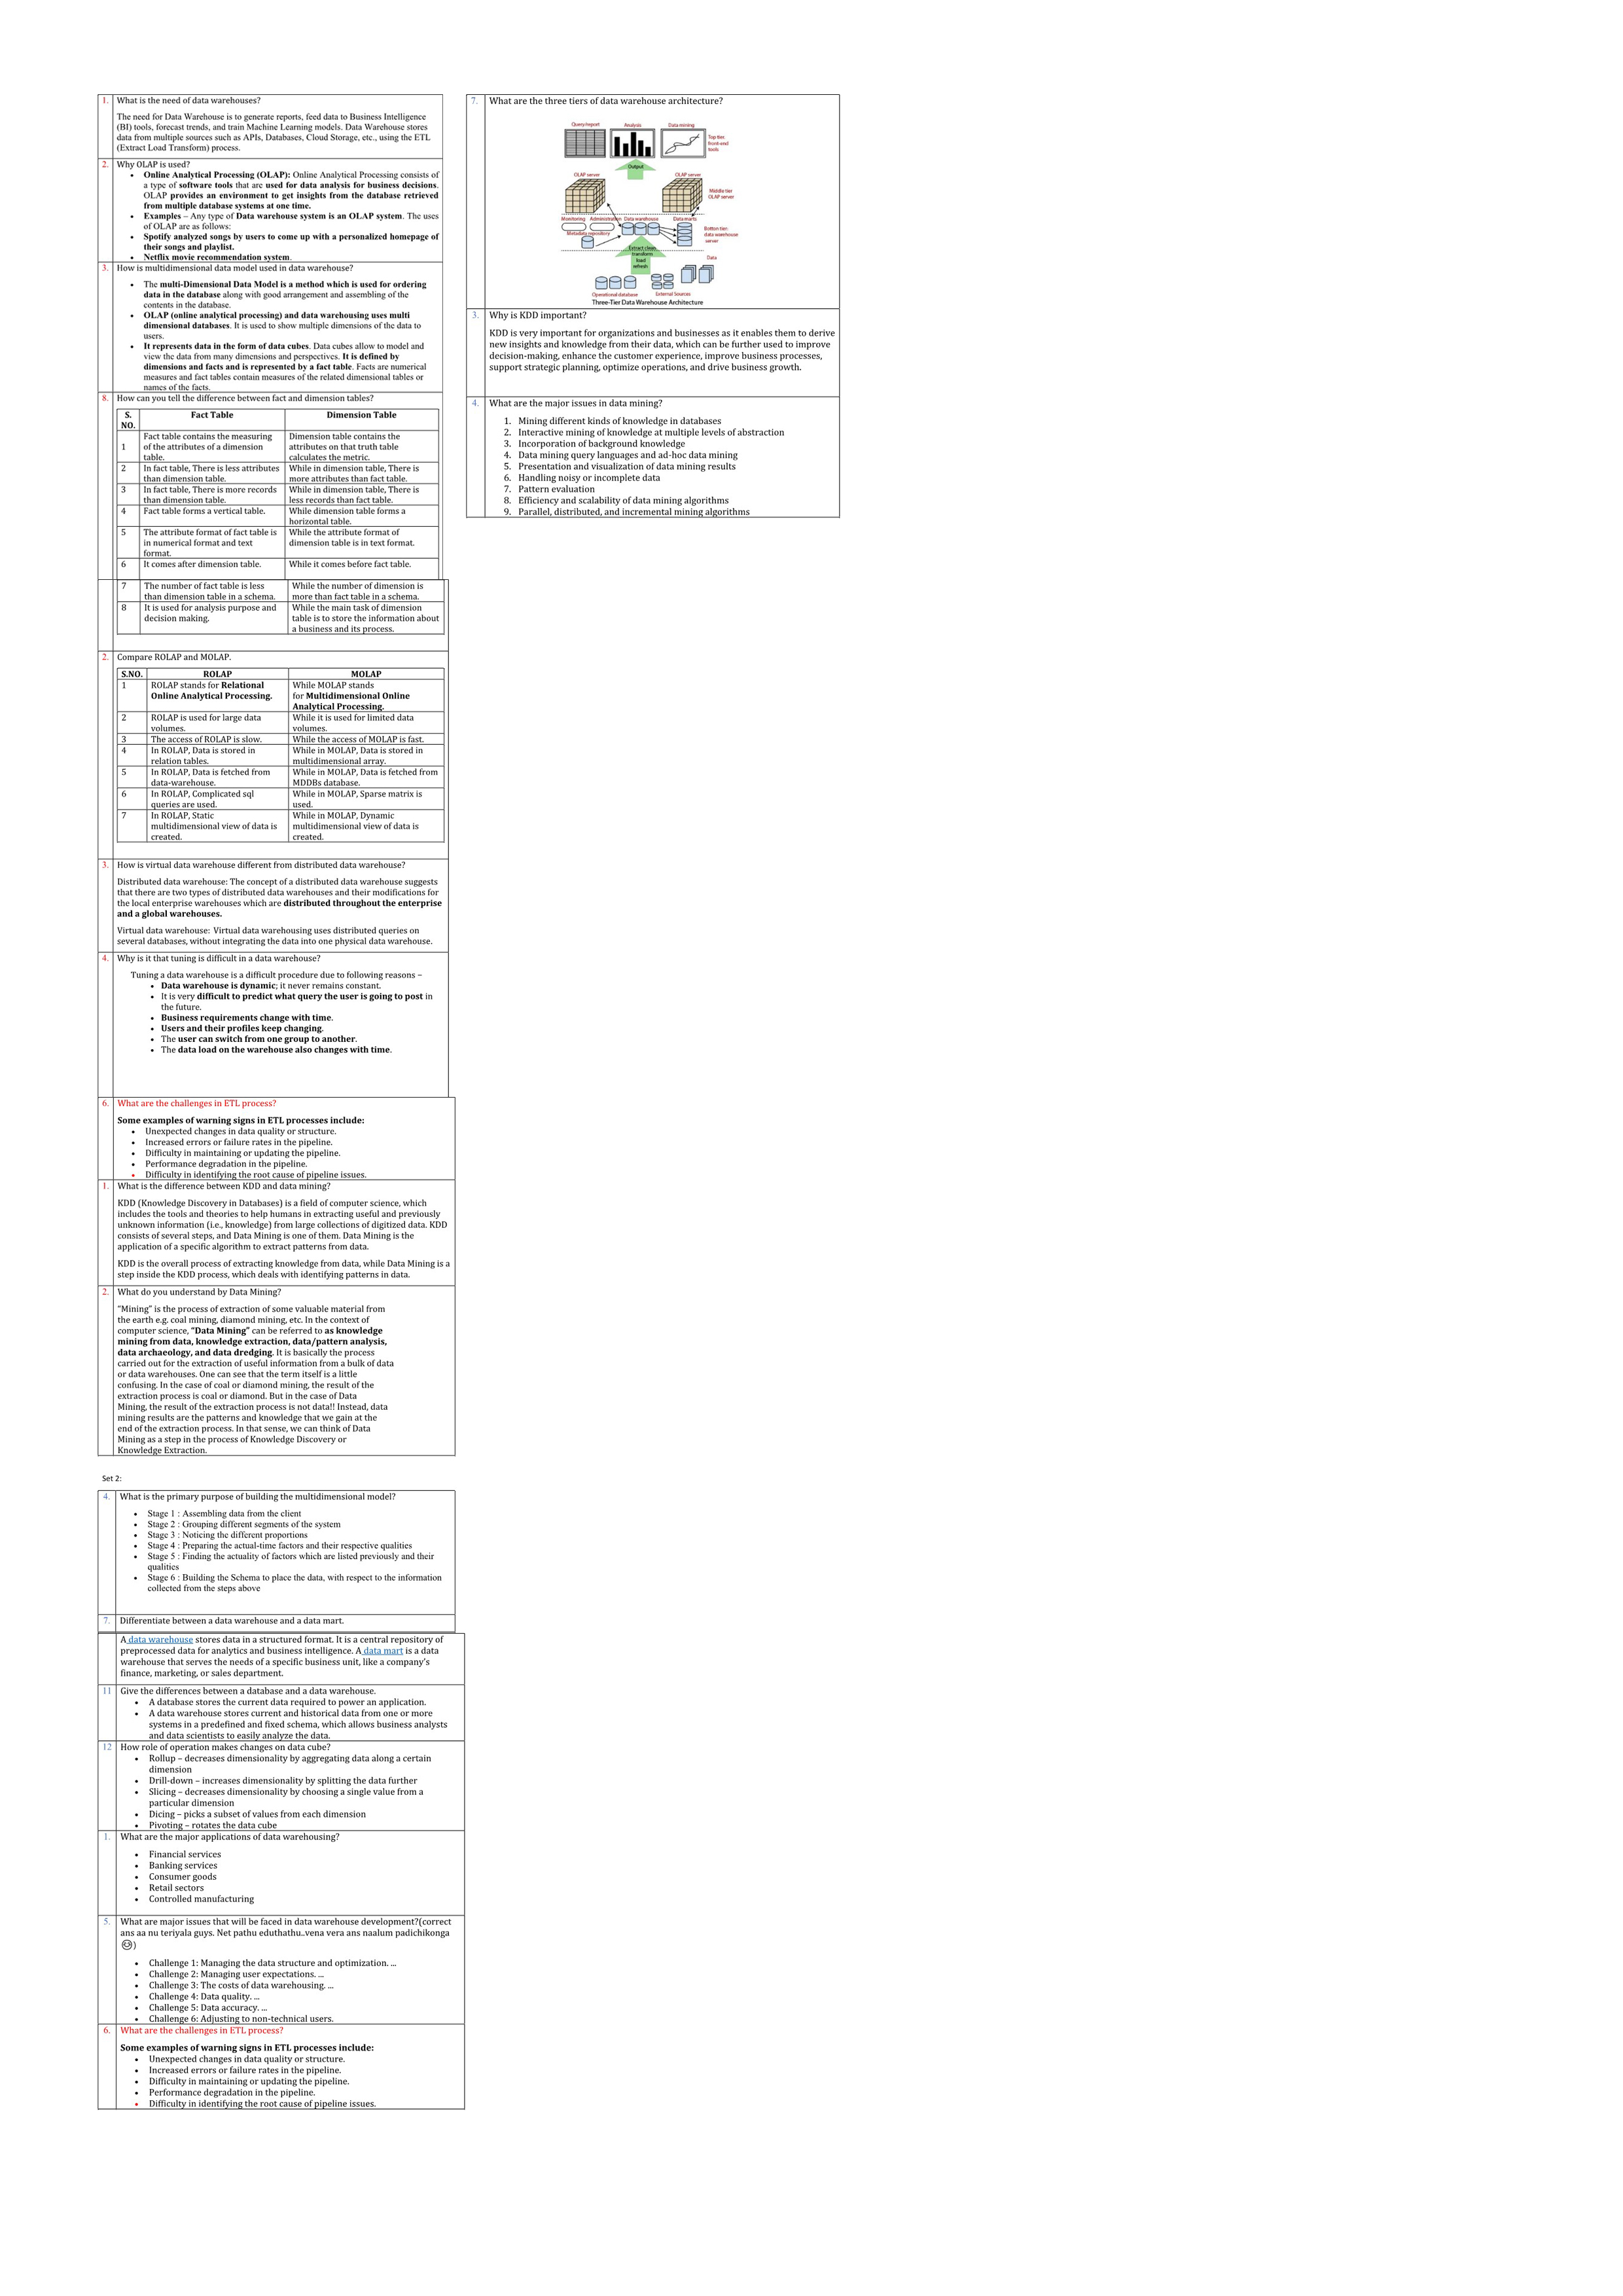 1. What is the need of data warehouses?
The need for Data Warehouse is to generate reports, feed data to Business Intelligence
(BI) tools, forecast trends, and train Machine Learning models. Data Warehouse stores
data from multiple sources such as APIs, Databases, Cloud Storage, etc., using the ETL
(Extract Load Transform) process.
2. Why OLAP is used?
• Online Analytical Processing (OLAP): Online Analytical Processing consists of
a type of software tools that are used for data analysis for business decisions.
OLAP provides an environment to get insights from the database retrieved
from multiple database systems at one time.
• Examples – Any type of Data warehouse system is an OLAP system. The uses
of OLAP are as follows:
• Spotify analyzed songs by users to come up with a personalized homepage of
their songs and playlist.
• Netflix movie recommendation system.
3. How is multidimensional data model used in data warehouse?
• The multi-Dimensional Data Model is a method which is used for ordering
data in the database along with good arrangement and assembling of the
contents in the database.
• OLAP (online analytical processing) and data warehousing uses multi
dimensional databases. It is used to show multiple dimensions of the data to
users.
• It represents data in the form of data cubes. Data cubes allow to model and
view the data from many dimensions and perspectives. It is defined by
dimensions and facts and is represented by a fact table. Facts are numerical
measures and fact tables contain measures of the related dimensional tables or
names of the facts.
8. How can you tell the difference between fact and dimension tables?
S. Fact Table Dimension Table
NO.
Fact table contains the measuring Dimension table contains the
1 of the attributes of a dimension attributes on that truth table
table. calculates the metric.
2 In fact table, There is less attributes While in dimension table, There is
than dimension table. more attributes than fact table.
3 In fact table, There is more records While in dimension table, There is
than dimension table. less records than fact table.
4 Fact table forms a vertical table. While dimension table forms a
horizontal table.
5 The attribute format of fact table is While the attribute format of
in numerical format and text dimension table is in text format.
format.
6 It comes after dimension table. While it comes before fact table.
7 The number of fact table is less While the number of dimension is
than dimension table in a schema. more than fact table in a schema.
8 It is used for analysis purpose and While the main task of dimension
decision making. table is to store the information about
a business and its process.
2. Compare ROLAP and MOLAP.
S.NO. ROLAP MOLAP
1 ROLAP stands for Relational While MOLAP stands
Online Analytical Processing. for Multidimensional Online
Analytical Processing.
2 ROLAP is used for large data While it is used for limited data
volumes. volumes.
3 The access of ROLAP is slow. While the access of MOLAP is fast.
4 In ROLAP, Data is stored in While in MOLAP, Data is stored in
relation tables. multidimensional array.
5 In ROLAP, Data is fetched from While in MOLAP, Data is fetched from
data-warehouse. MDDBs database.
6 In ROLAP, Complicated sql While in MOLAP, Sparse matrix is
queries are used. used.
7 In ROLAP, Static While in MOLAP, Dynamic
multidimensional view of data is multidimensional view of data is
created. created.
3. How is virtual data warehouse different from distributed data warehouse?
Distributed data warehouse: The concept of a distributed data warehouse suggests
that there are two types of distributed data warehouses and their modifications for
the local enterprise warehouses which are distributed throughout the enterprise
and a global warehouses.
Virtual data warehouse: Virtual data warehousing uses distributed queries on
several databases, without integrating the data into one physical data warehouse.
4. Why is it that tuning is difficult in a data warehouse?
Tuning a data warehouse is a difficult procedure due to following reasons −
• Data warehouse is dynamic; it never remains constant.
• It is very difficult to predict what query the user is going to post in
the future.
• Business requirements change with time.
• Users and their profiles keep changing.
• The user can switch from one group to another.
• The data load on the warehouse also changes with time.
6. What are the challenges in ETL process?
Some examples of warning signs in ETL processes include:
• Unexpected changes in data quality or structure.
• Increased errors or failure rates in the pipeline.
• Difficulty in maintaining or updating the pipeline.
• Performance degradation in the pipeline.
• Difficulty in identifying the root cause of pipeline issues.
1. What is the difference between KDD and data mining?
KDD (Knowledge Discovery in Databases) is a field of computer science, which
includes the tools and theories to help humans in extracting useful and previously
unknown information (i.e., knowledge) from large collections of digitized data. KDD
consists of several steps, and Data Mining is one of them. Data Mining is the
application of a specific algorithm to extract patterns from data.
KDD is the overall process of extracting knowledge from data, while Data Mining is a
step inside the KDD process, which deals with identifying patterns in data.
2. What do you understand by Data Mining?
"Mining" is the process of extraction of some valuable material from
the earth e.g. coal mining, diamond mining, etc. In the context of
computer science, "Data Mining" can be referred to as knowledge
mining from data, knowledge extraction, data/pattern analysis,
data archaeology, and data dredging. It is basically the process
carried out for the extraction of useful information from a bulk of data
or data warehouses. One can see that the term itself is a little
confusing. In the case of coal or diamond mining, the result of the
extraction process is coal or diamond. But in the case of Data
Mining, the result of the extraction process is not data!! Instead, data
mining results are the patterns and knowledge that we gain at the
end of the extraction process. In that sense, we can think of Data
Mining as a step in the process of Knowledge Discovery or
Knowledge Extraction.
Set 2:
4. What is the primary purpose of building the multidimensional model?
• Stage 1 : Assembling data from the client
• Stage 2 : Grouping different segments of the system
• Stage 3 : Noticing the different proportions
• Stage 4 : Preparing the actual-time factors and their respective qualities
• Stage 5 : Finding the actuality of factors which are listed previously and their
qualities
• Stage 6 : Building the Schema to place the data, with respect to the information
collected from the steps above
7. Differentiate between a data warehouse and a data mart.
A data warehouse stores data in a structured format. It is a central repository of
preprocessed data for analytics and business intelligence. A data mart is a data
warehouse that serves the needs of a specific business unit, like a company's
finance, marketing, or sales department.
11 Give the differences between a database and a data warehouse.
• A database stores the current data required to power an application.
• A data warehouse stores current and historical data from one or more
systems in a predefined and fixed schema, which allows business analysts
and data scientists to easily analyze the data.
12 How role of operation makes changes on data cube?
• Rollup – decreases dimensionality by aggregating data along a certain
dimension
• Drill-down – increases dimensionality by splitting the data further
• Slicing – decreases dimensionality by choosing a single value from a
particular dimension
• Dicing – picks a subset of values from each dimension
• Pivoting – rotates the data cube
1. What are the major applications of data warehousing?
• Financial services
• Banking services
• Consumer goods
• Retail sectors
• Controlled manufacturing
5. What are major issues that will be faced in data warehouse development?(correct
ans aa nu teriyala guys. Net pathu eduthathu..vena vera ans naalum padichikonga
😊)
• Challenge 1: Managing the data structure and optimization. ...
• Challenge 2: Managing user expectations. ...
• Challenge 3: The costs of data warehousing. ...
• Challenge 4: Data quality. ...
• Challenge 5: Data accuracy. ...
• Challenge 6: Adjusting to non-technical users.
6. What are the challenges in ETL process?
Some examples of warning signs in ETL processes include:
• Unexpected changes in data quality or structure.
• Increased errors or failure rates in the pipeline.
• Difficulty in maintaining or updating the pipeline.
• Performance degradation in the pipeline.
• Difficulty in identifying the root cause of pipeline issues.
7. What are the three tiers of data warehouse architecture?
Query/report Analysis Data mining
Top tier:
front-end
tools
Output
OLAP server OLAP server
Middle tier
OLAP server
Monitoring Administration Data warehouse Data marts
Metadata repository
Bottom tier:
data warehouse
server
Extract clean
transform
load
refresh
Data
Operational database External Sources
Three-Tier Data Warehouse Architecture
3. Why is KDD important?
KDD is very important for organizations and businesses as it enables them to derive
new insights and knowledge from their data, which can be further used to improve
decision-making, enhance the customer experience, improve business processes,
support strategic planning, optimize operations, and drive business growth.
4. What are the major issues in data mining?
1. Mining different kinds of knowledge in databases
2. Interactive mining of knowledge at multiple levels of abstraction
3. Incorporation of background knowledge
4. Data mining query languages and ad-hoc data mining
5. Presentation and visualization of data mining results
6. Handling noisy or incomplete data
7. Pattern evaluation
8. Efficiency and scalability of data mining algorithms
9. Parallel, distributed, and incremental mining algorithms